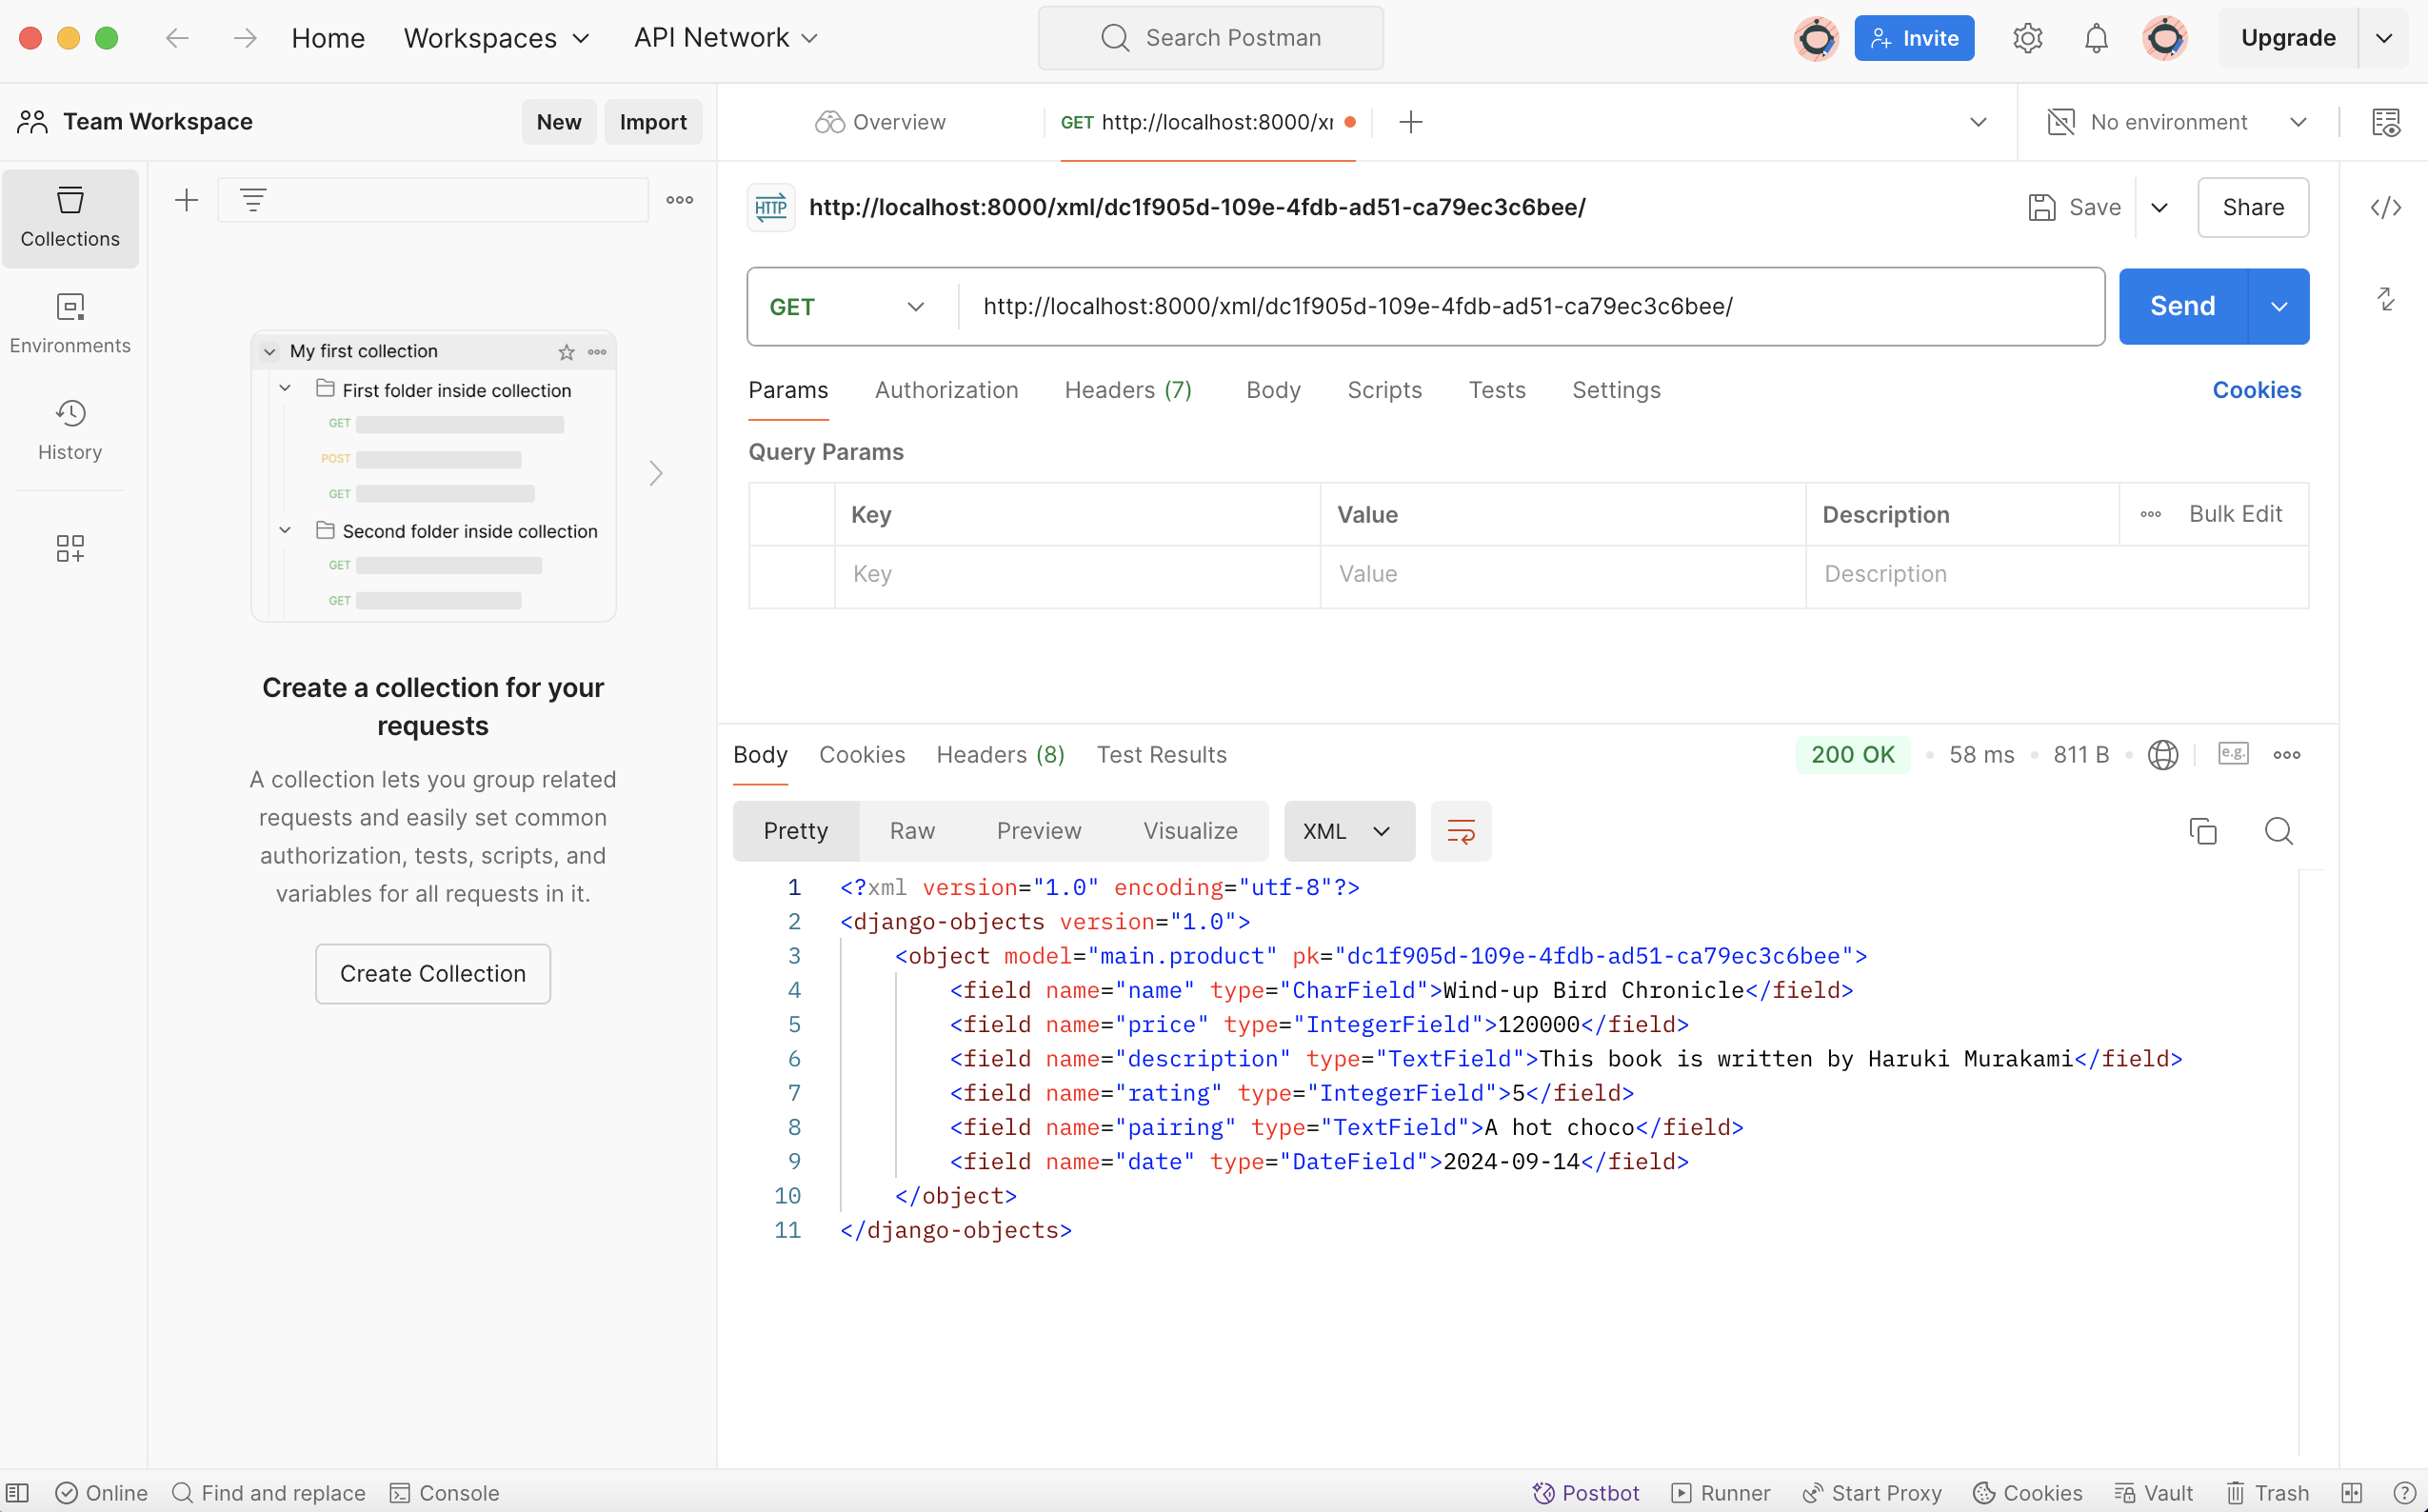 Home Workspaces API Network Search Postman Invite Upgrade
Team Workspace New Import Overview GET http://localhost:8000/xı No environment
Collections
Environments
History
My first collection
First folder inside collection
GET
POST
GET
Second folder inside collection
GET
GET
Create a collection for your
requests
A collection lets you group related
requests and easily set common
authorization, tests, scripts, and
variables for all requests in it.
Create Collection
HTTP http://localhost:8000/xml/dc1f905d-109e-4fdb-ad51-ca79ec3c6bee/ Save Share
GET http://localhost:8000/xml/dc1f905d-109e-4fdb-ad51-ca79ec3c6bee/ Send
Params Authorization Headers (7) Body Scripts Tests Settings Cookies
Query Params
Key Value Description Bulk Edit
Key Value Description
Body Cookies Headers (8) Test Results 200 OK 58 ms 811 B e.g.
Pretty Raw Preview Visualize XML
1 <?xml version="1.0" encoding="utf-8"?>
2 <django-objects version="1.0">
3 <object model="main.product" pk="dc1f905d-109e-4fdb-ad51-ca79ec3c6bee">
4 <field name="name" type="CharField">Wind-up Bird Chronicle</field>
5 <field name="price" type="IntegerField">120000</field>
6 <field name="description" type="TextField">This book is written by Haruki Murakami</field>
7 <field name="rating" type="IntegerField">5</field>
8 <field name="pairing" type="TextField">A hot choco</field>
9 <field name="date" type="DateField">2024-09-14</field>
10 </object>
11 </django-objects>
Online Find and replace Console Postbot Runner Start Proxy Cookies Vault Trash